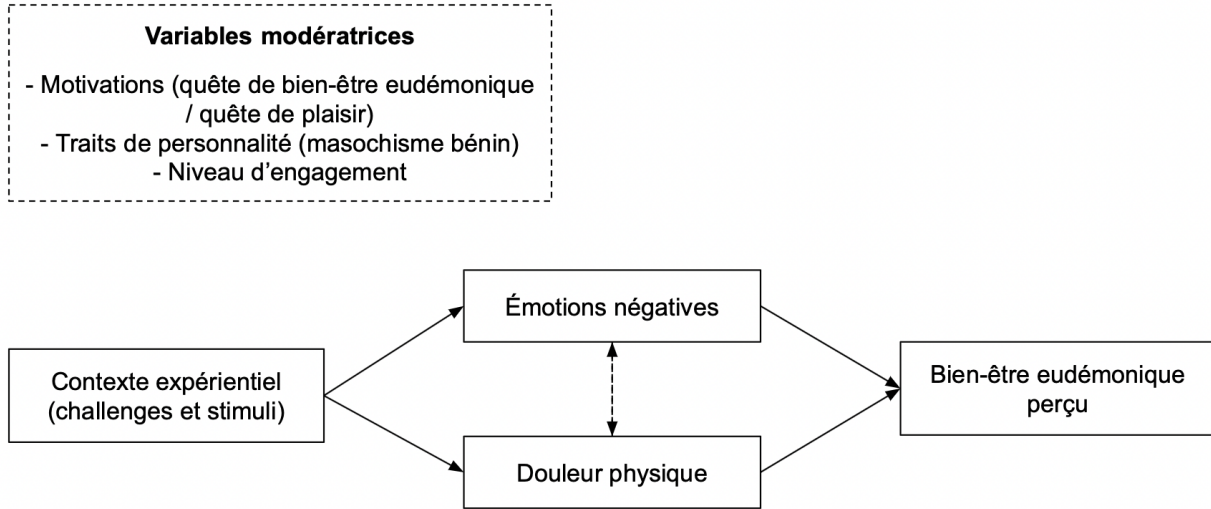 Variables modératrices
- Motivations (quête de bien-être eudémonique
/ quête de plaisir)
- Traits de personnalité (masochisme bénin)
- Niveau d’engagement
Émotions négatives
Contexte expérientiel
(challenges et stimuli)
Bien-être eudémonique
perçu
Douleur physique